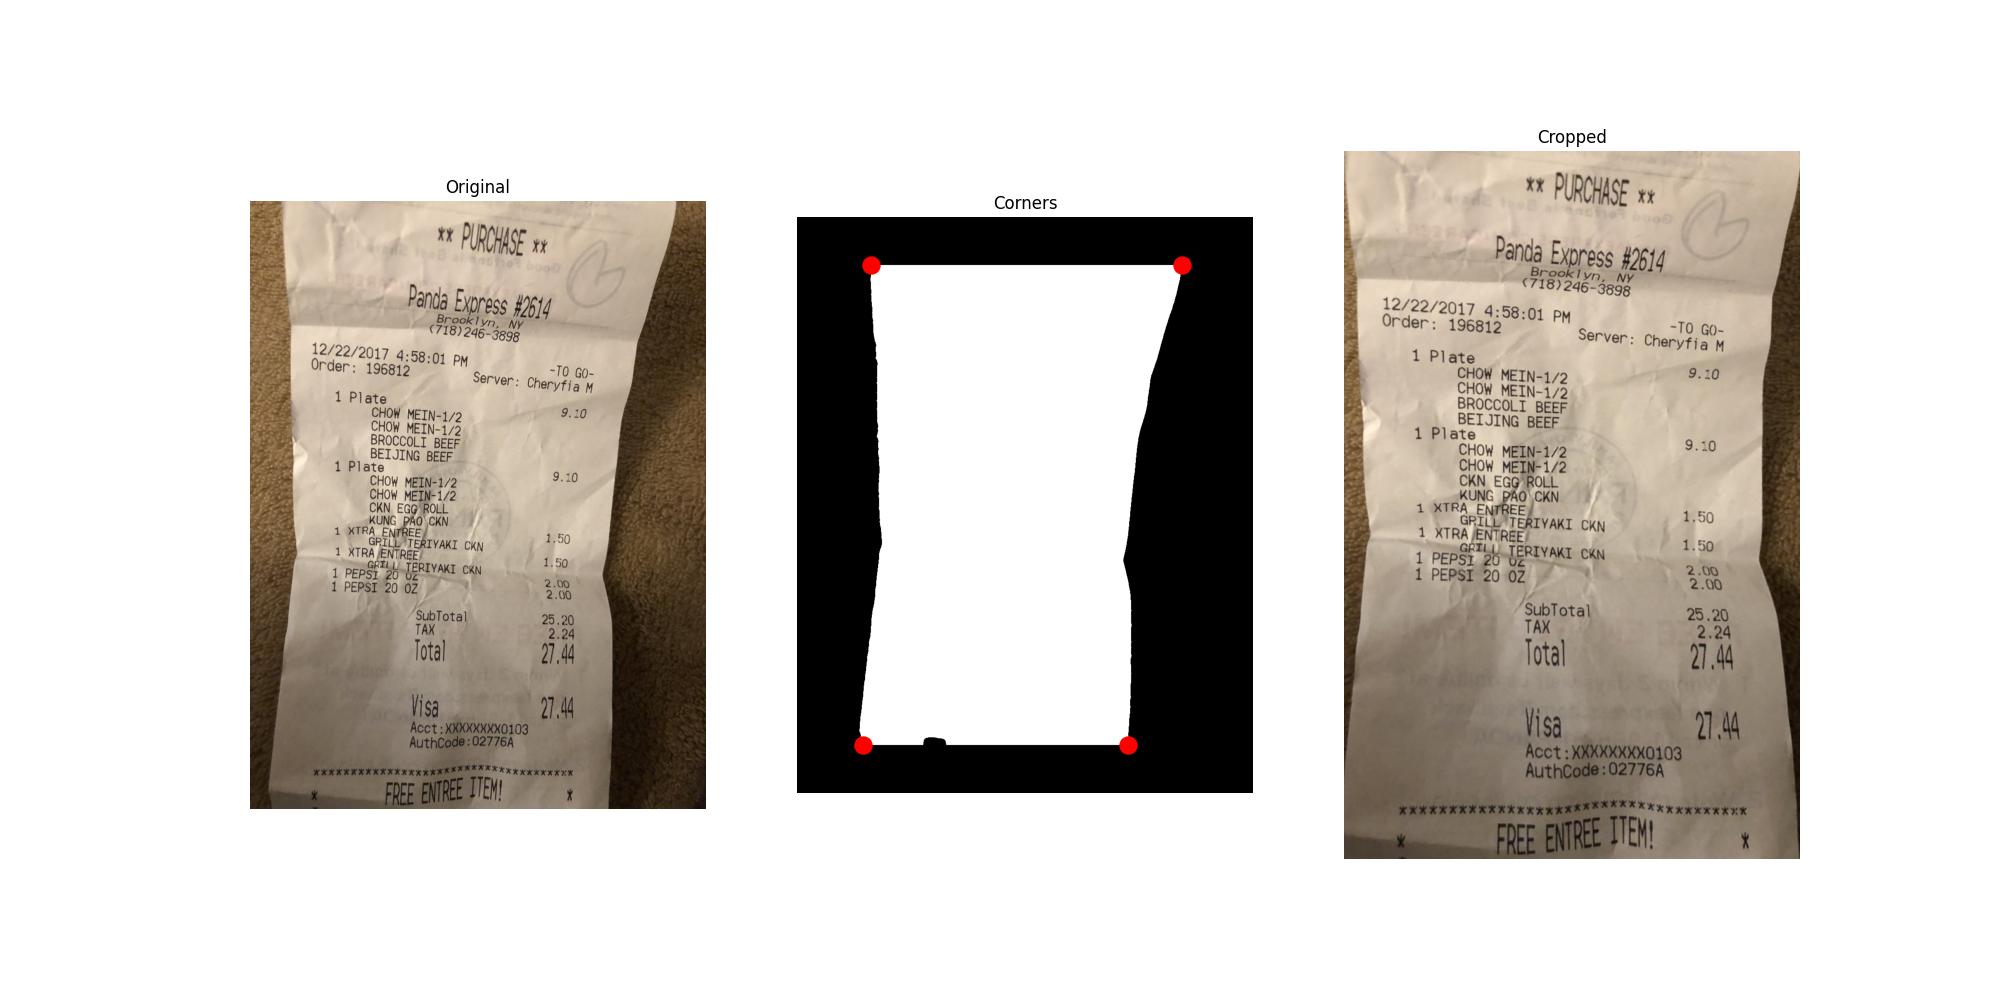 Original
** PURCHASE **
Panda Express #2614
Brooklyn, NY
(718)246-3898
12/22/2017 4:58:01 PM
-TO GO-
Order: 196812
Server: Cheryfia M
1 Plate 9.10
CHOW MEIN-1/2
CHOW MEIN-1/2
BROCCOLI BEEF
BEIJING BEEF
1 Plate 9.10
CHOW MEIN-1/2
CHOW MEIN-1/2
CKN EGG ROLL
KUNG PAO CKN
1 XTRA ENTREE 1.50
GRILL TERIYAKI CKN
1 XTRA ENTREE 1.50
GRILL TERIYAKI CKN
1 PEPSI 20 OZ 2.00
1 PEPSI 20 OZ 2.00
SubTotal 25.20
TAX 2.24
Total 27.44
Visa 27.44
Acct:XXXXXXXX0103
AuthCode:02776A
************************************
* FREE ENTREE ITEM! *
Corners
Cropped
** PURCHASE **
Panda Express #2614
Brooklyn, NY
(718)246-3898
12/22/2017 4:58:01 PM
-TO GO-
Order: 196812
Server: Cheryfia M
1 Plate 9.10
CHOW MEIN-1/2
CHOW MEIN-1/2
BROCCOLI BEEF
BEIJING BEEF
1 Plate 9.10
CHOW MEIN-1/2
CHOW MEIN-1/2
CKN EGG ROLL
KUNG PAO CKN
1 XTRA ENTREE 1.50
GRILL TERIYAKI CKN
1 XTRA ENTREE 1.50
GRILL TERIYAKI CKN
1 PEPSI 20 OZ 2.00
1 PEPSI 20 OZ 2.00
SubTotal 25.20
TAX 2.24
Total 27.44
Visa 27.44
Acct:XXXXXXXX0103
AuthCode:02776A
************************************
* FREE ENTREE ITEM! *